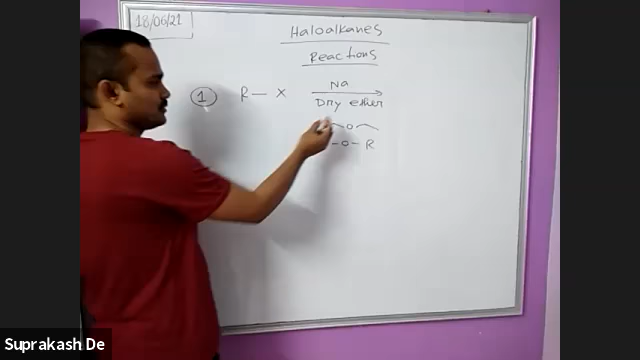 18/06/21
Haloalkanes
Reactions
1 R — X Na
Dry ether
O
- O - R
Suprakash De